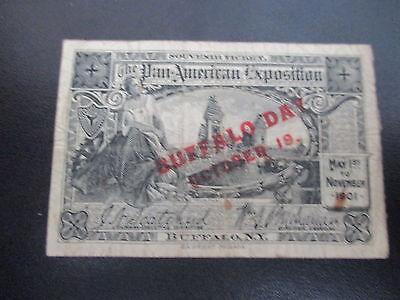 SOUVENIR TICKET.
the Pan-American Exposition
BUFFALO DAY
OCTOBER 19.
MAY 1ST
TO
NOVEMBER
1901
BUFFALO, N.Y.